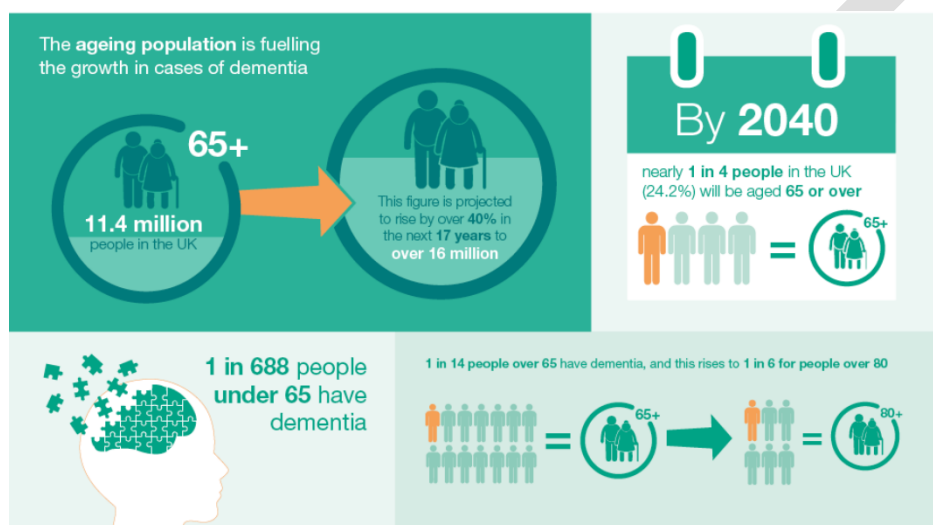 The ageing population is fuelling
the growth in cases of dementia
65+
11.4 million
people in the UK
This figure is projected
to rise by over 40% in
the next 17 years to
over 16 million
By 2040
nearly 1 in 4 people in the UK
(24.2%) will be aged 65 or over
=
65+
1 in 688 people
under 65 have
dementia
1 in 14 people over 65 have dementia, and this rises to 1 in 6 for people over 80
=
65+
=
80+